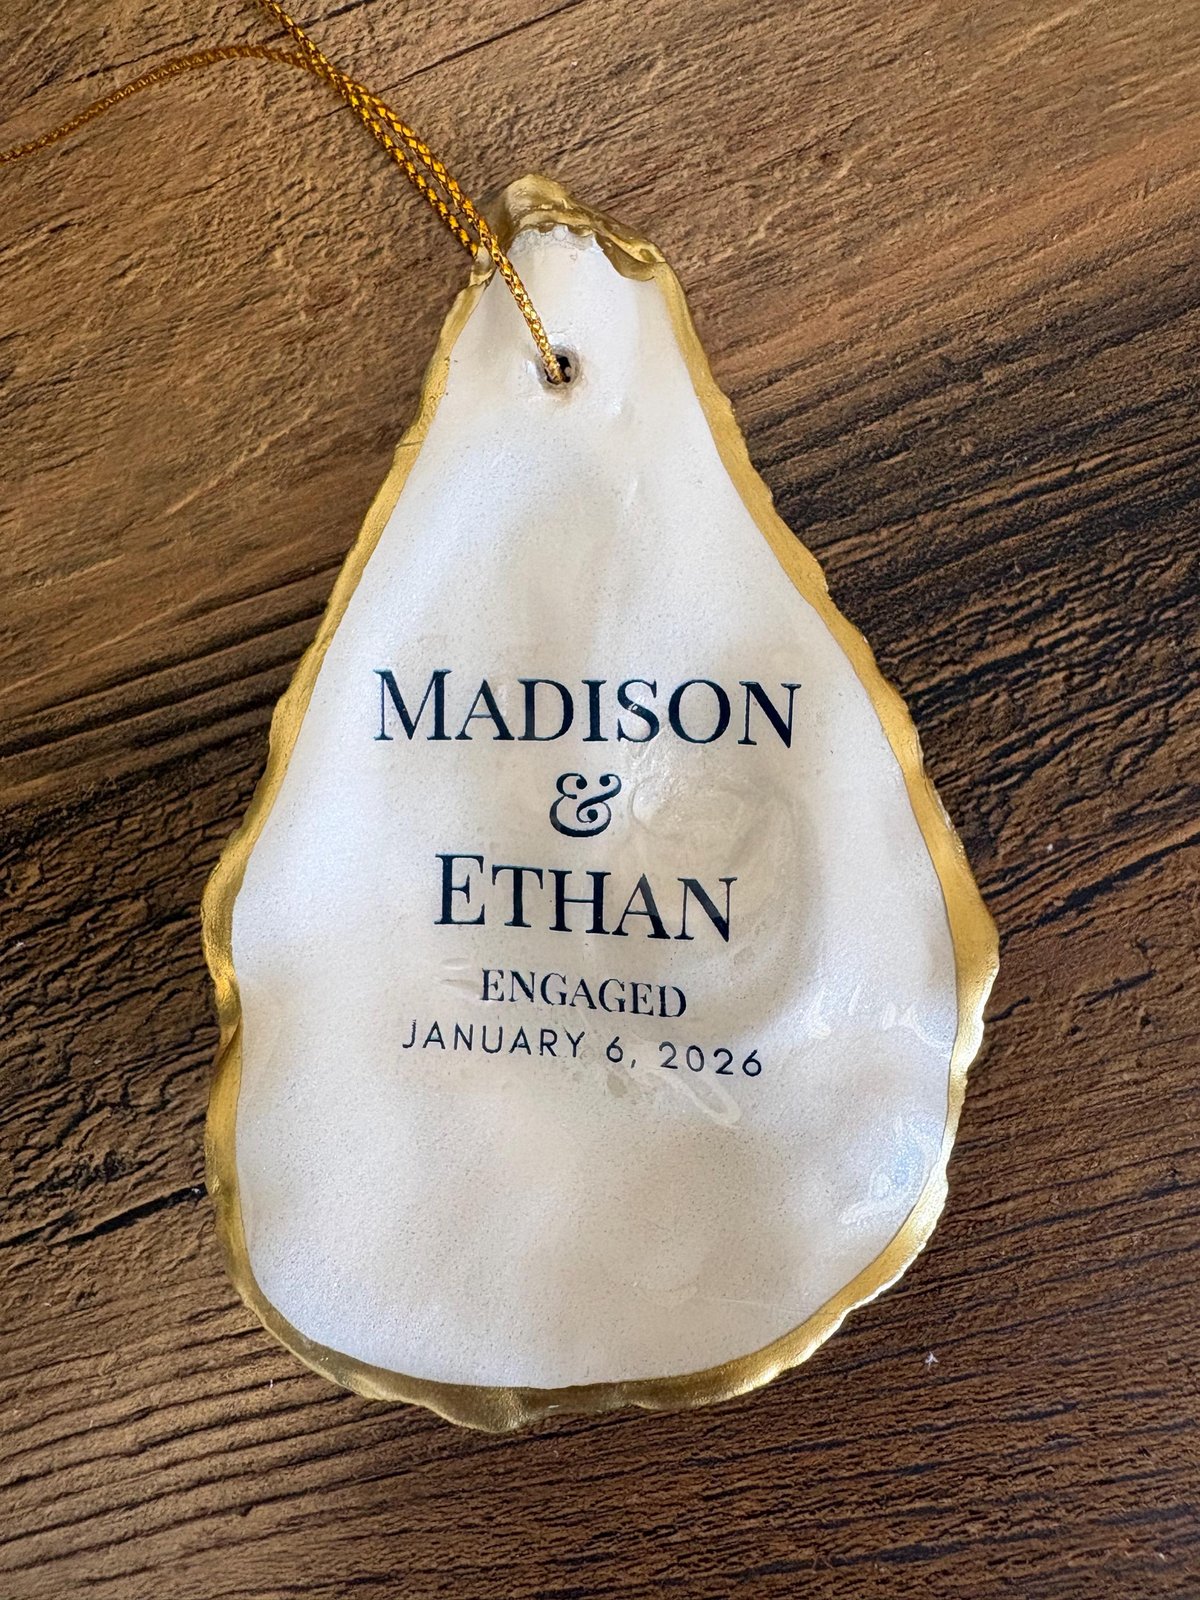 MADISON
&
ETHAN
ENGAGED
JANUARY 6, 2026